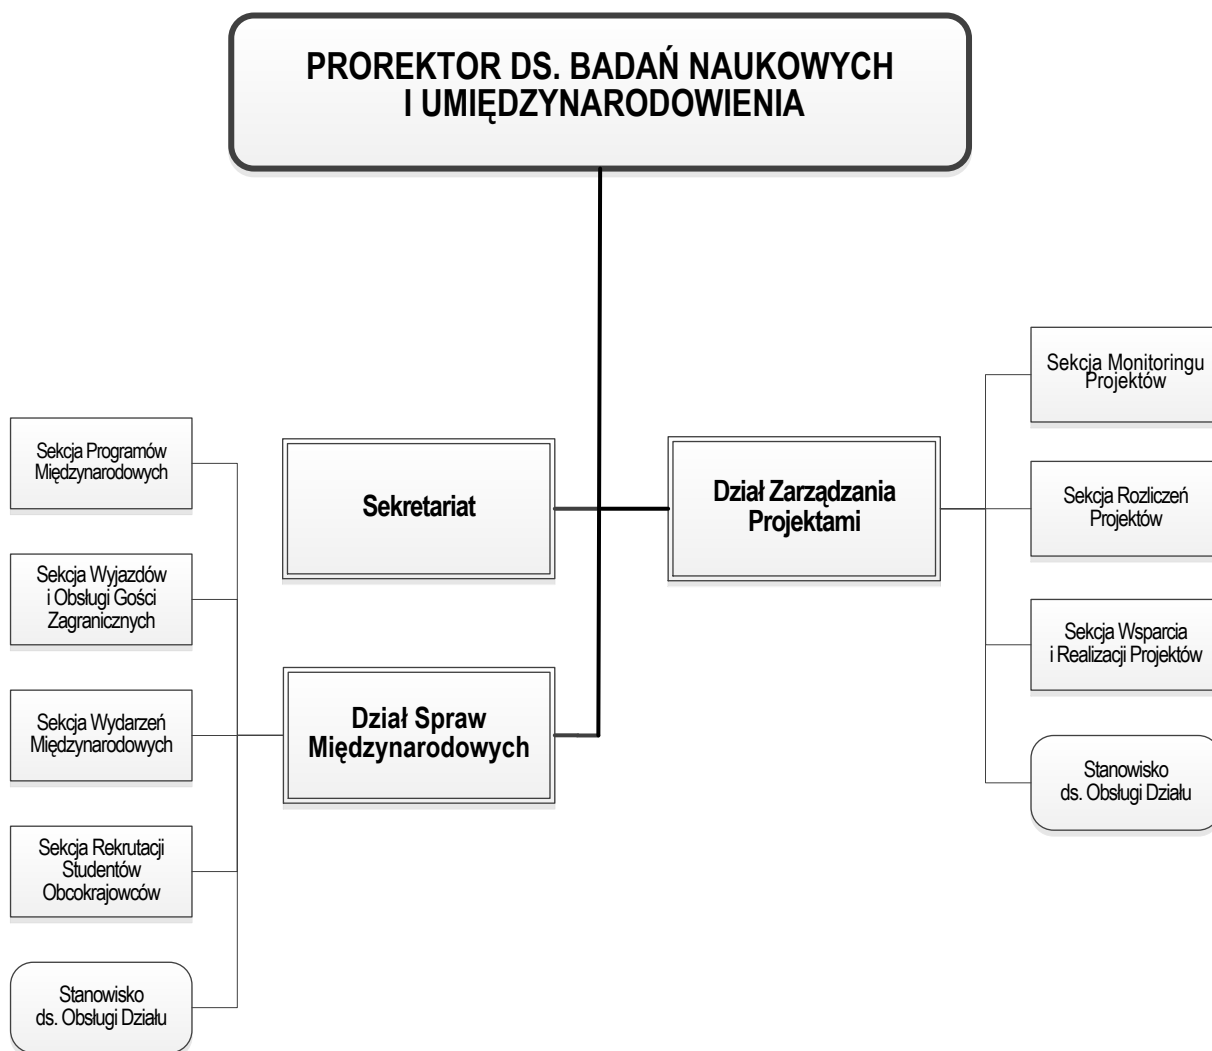 PROREKTOR DS. BADAŃ NAUKOWYCH
I UMIĘDZYNARODOWIENIA
Sekretariat
Dział Zarządzania
Projektami
Sekcja Monitoringu
Projektów
Sekcja Rozliczeń
Projektów
Sekcja Wsparcia
i Realizacji Projektów
Stanowisko
ds. Obsługi Działu
Dział Spraw
Międzynarodowych
Sekcja Programów
Międzynarodowych
Sekcja Wyjazdów
i Obsługi Gości
Zagranicznych
Sekcja Wydarzeń
Międzynarodowych
Sekcja Rekrutacji
Studentów
Obcokrajowców
Stanowisko
ds. Obsługi Działu